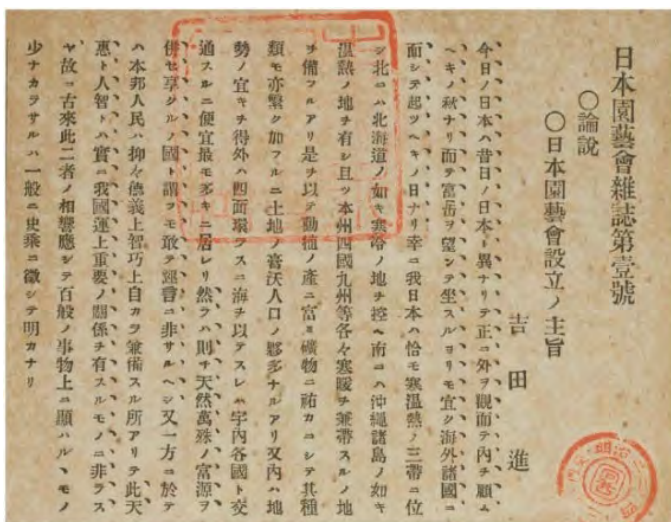 日本園藝會雜誌第壹號
○論說
○日本園藝會設立ノ主旨
吉田進
今日ノ日本ハ昔日ノ日本ト異ナリテ正ニ外ヲ觀而テ內チ顧ム
ヘキノ秋ナリ而テ富岳ヲ望ンテ坐スルヨリモ宜ク海外諸國ニ
面シテ起ツヘキノ日ナリ幸ニ我日本ハ恰モ寒溫熱ノ三帶ニ位
シ北ニハ北海道ノ如キ寒冷ノ地チ控ヘ南ニハ沖繩諸島ノ如キ
溫熱ノ地チ有シ且ツ本州四國九州等各々寒暖チ兼帶スルノ地
チ備フルアリ是チ以テ動植ノ產ニ富ミ礦物ニ祐カニシテ其種
類モ亦繁ク加フルニ土地ノ膏沃人口ノ夥多ナルアリ又內ハ地
勢ノ宜キチ得外ハ四面環ラスニ海チ以テスレハ宇內各國ト交
通スルニ便宜最モ多キニ居レリ然ラハ則チ天然萬殊ノ富源ヲ
併セ享クルノ國ト謂フモ敢テ誣言ニ非サルヘシ又一方ニ於テ
ハ本邦人民ハ抑々德義上智巧上自カラ兼備スル所アリテ此天
惠ト人智トハ實ニ我國運上重要ノ關係チ有スルモノニ非ラス
ヤ故ニ古來此二者ノ相響應シテ百般ノ事物上ニ顯ハルヽモノ
少ナカラサルハ一般ニ史乘ニ徵シテ明カナリ